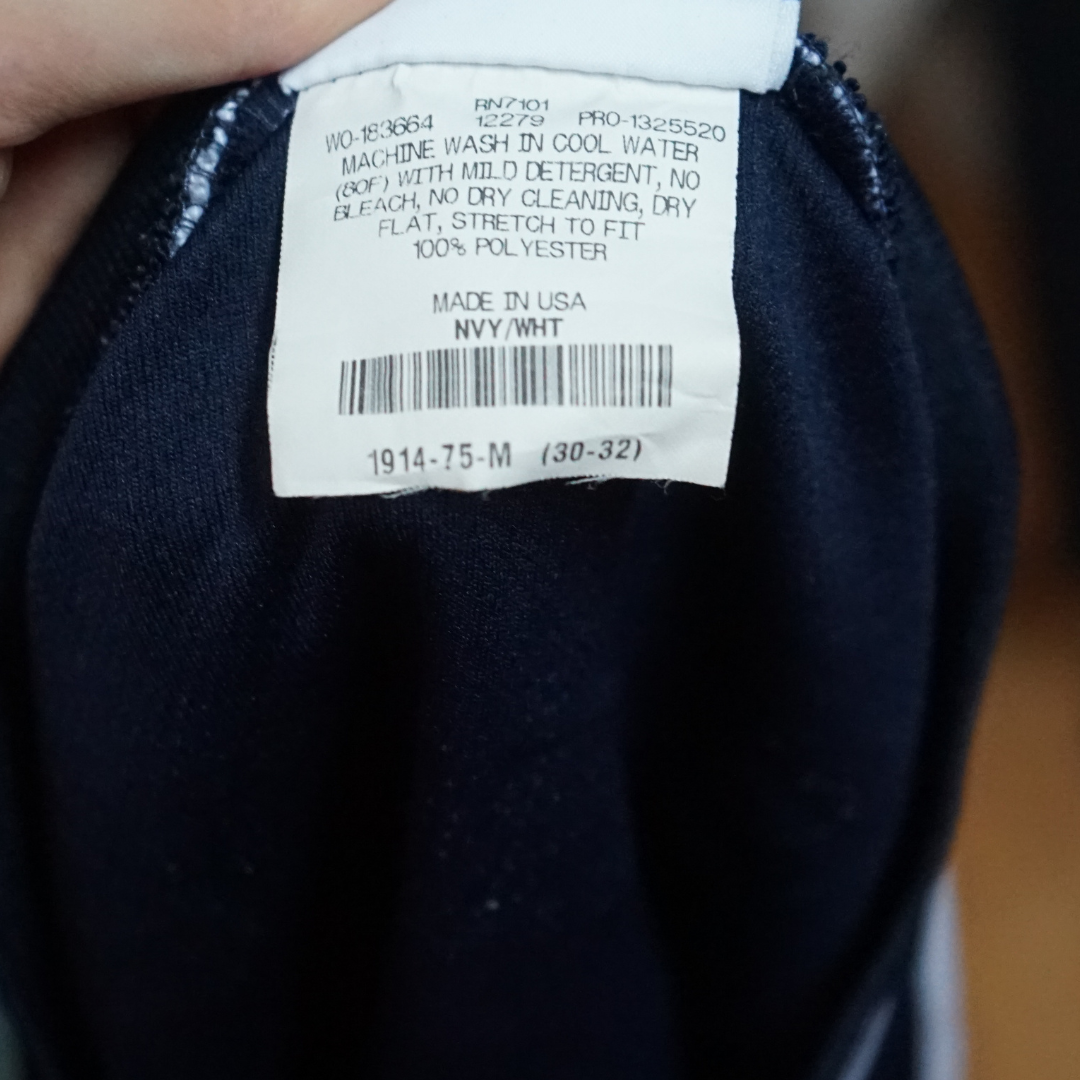 RN7101
WO-183664 12279 PRO-1325520
MACHINE WASH IN COOL WATER
(80F) WITH MILD DETERGENT, NO
BLEACH, NO DRY CLEANING, DRY
FLAT, STRETCH TO FIT
100% POLYESTER
MADE IN USA
NVY/WHT
1914-75-M (30-32)